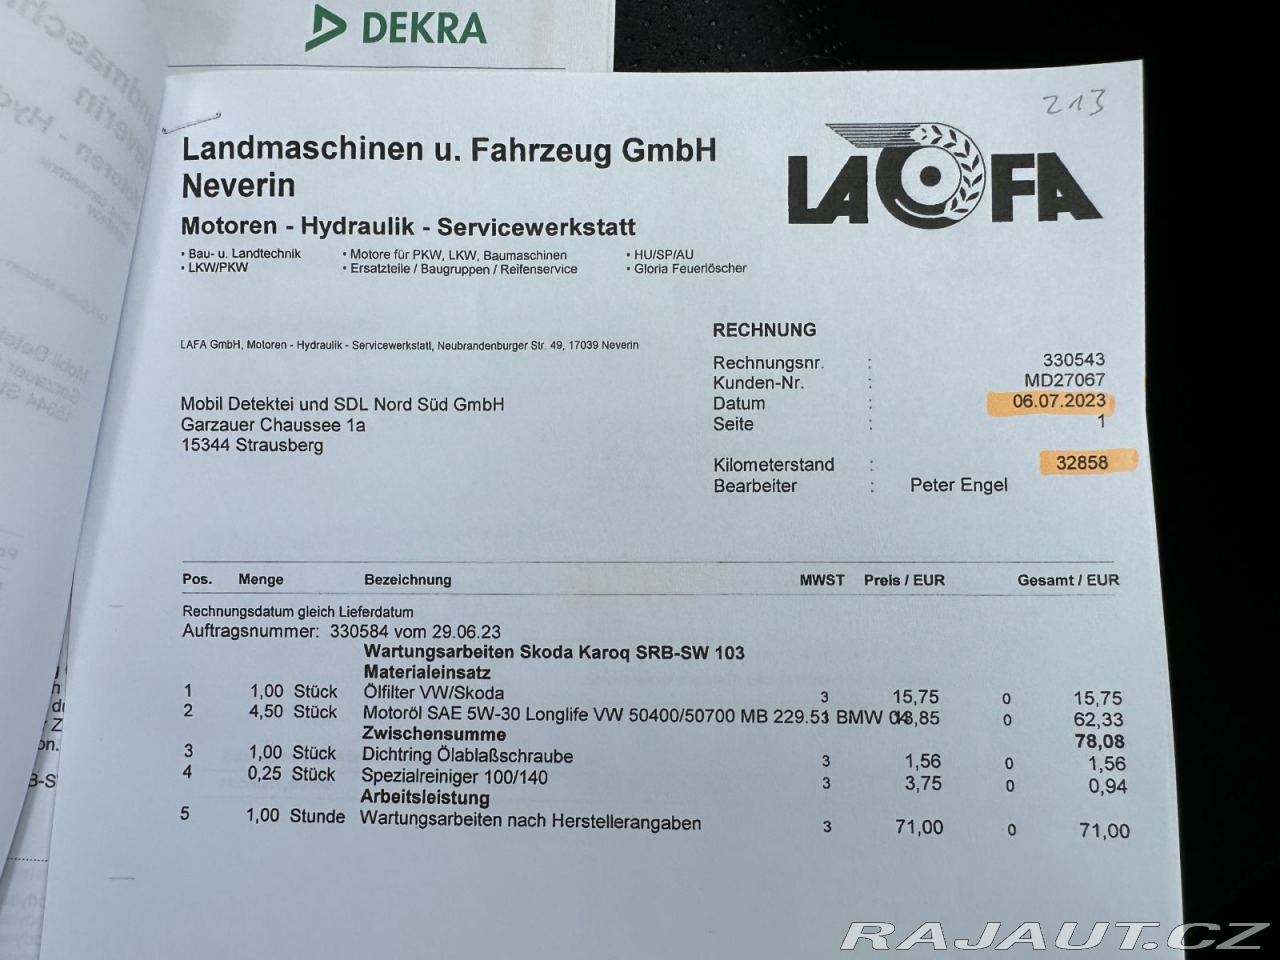 DEKRA
213
Landmaschinen u. Fahrzeug GmbH
Neverin
LAFA
Motoren - Hydraulik - Servicewerkstatt
• Bau- u. Landtechnik • Motore für PKW, LKW, Baumaschinen • HU/SP/AU
• LKW/PKW • Ersatzteile / Baugruppen / Reifenservice • Gloria Feuerlöscher
RECHNUNG
LAFA GmbH, Motoren - Hydraulik - Servicewerkstatt, Neubrandenburger Str. 49, 17039 Neverin
Rechnungsnr. : 330543
Kunden-Nr. : MD27067
Mobil Detektei und SDL Nord Süd GmbH
Datum : 06.07.2023
Garzauer Chaussee 1a
Seite : 1
15344 Strausberg
Kilometerstand : 32858
Bearbeiter : Peter Engel
Pos. Menge Bezeichnung MWST Preis / EUR Gesamt / EUR
Rechnungsdatum gleich Lieferdatum
Auftragsnummer: 330584 vom 29.06.23
Wartungsarbeiten Skoda Karoq SRB-SW 103
Materialeinsatz
1 1,00 Stück Ölfilter VW/Skoda 3 15,75 0 15,75
2 4,50 Stück Motoröl SAE 5W-30 Longlife VW 50400/50700 MB 229.51 BMW 0 62,33
Zwischensumme 78,08
3 1,00 Stück Dichtring Ölablaßschraube 3 1,56 0 1,56
4 0,25 Stück Spezialreiniger 100/140 3 3,75 0 0,94
Arbeitsleistung
5 1,00 Stunde Wartungsarbeiten nach Herstellerangaben 3 71,00 0 71,00
RAJAUT.CZ